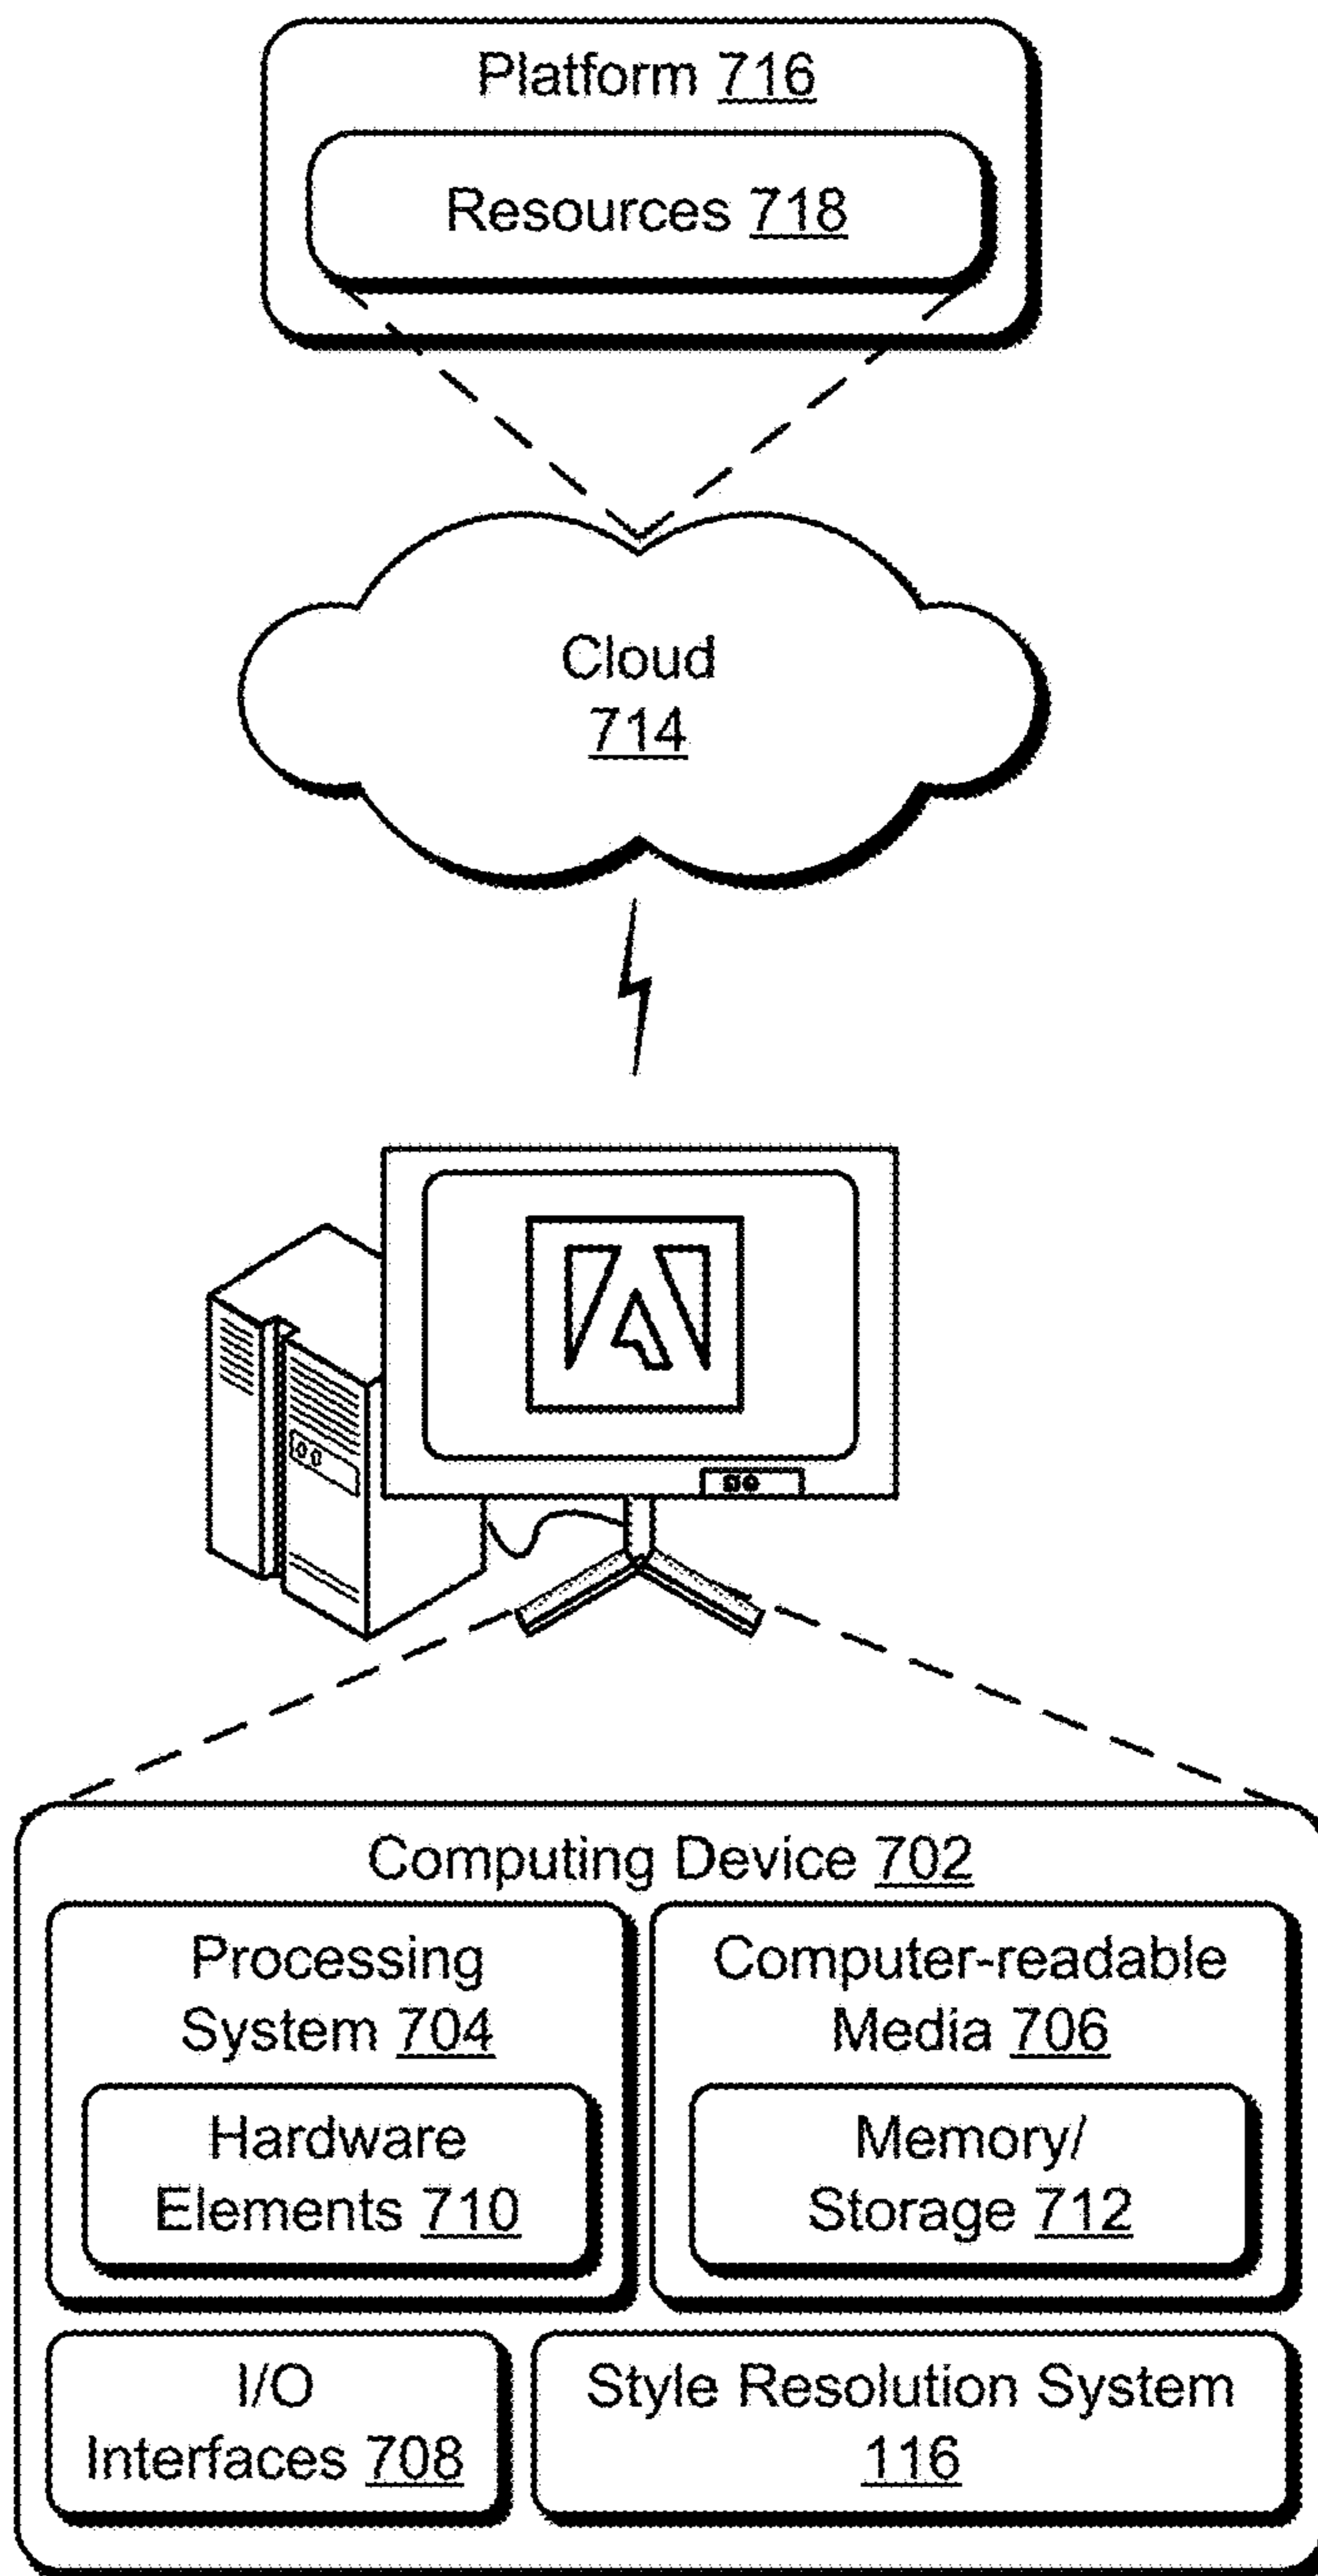 Platform 716
Resources 718
Cloud
714
Computing Device 702
Processing
System 704
Hardware
Elements 710
Computer-readable
Media 706
Memory/
Storage 712
I/O
Interfaces 708
Style Resolution System
116